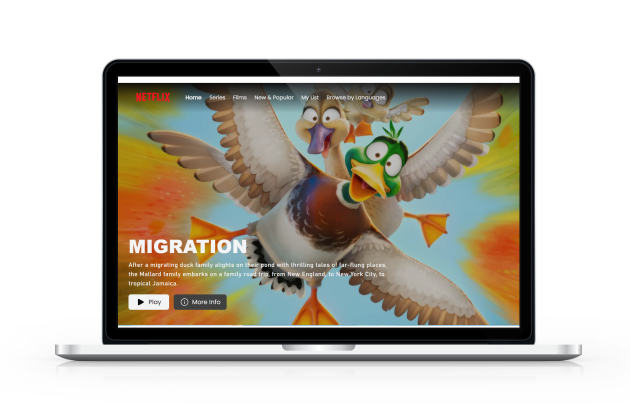 NETFLIX Home Series Films New & Popular My List Browse by Languages
MIGRATION
After a migrating duck family alights on their pond with thrilling tales of far-flung places,
the Mallard family embarks on a family road trip, from New England, to New York City, to
tropical Jamaica.
Play More Info